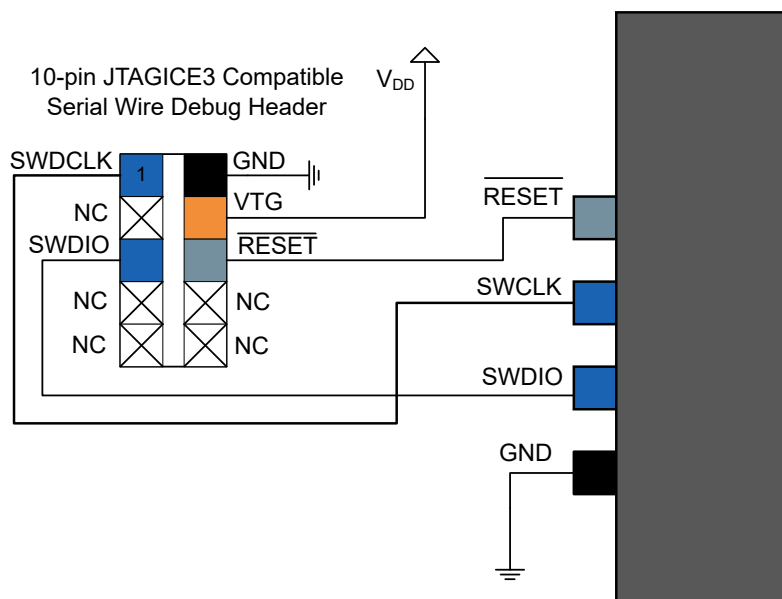 10-pin JTAGICE3 Compatible
Serial Wire Debug Header
VDD
SWDCLK
1
GND
NC
VTG
SWDIO
RESET
NC
NC
NC
NC
RESET
SWCLK
SWDIO
GND